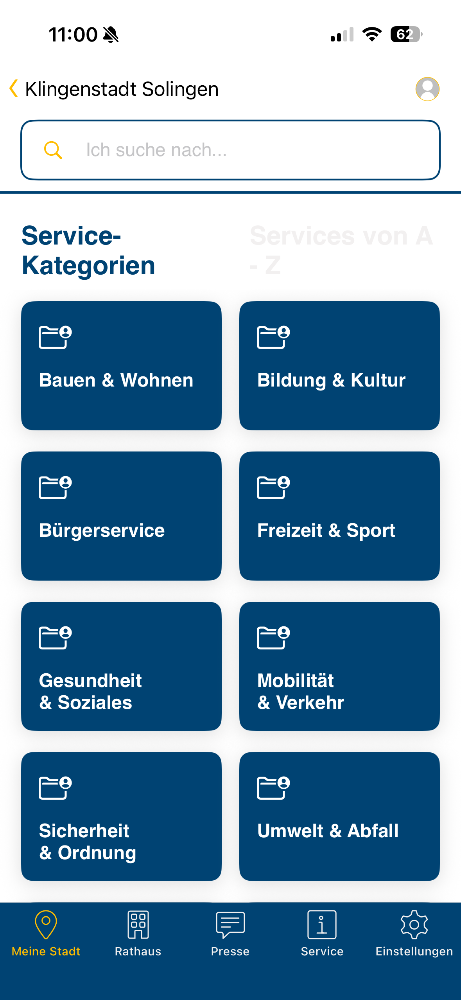 11:00
62
Klingenstadt Solingen
Ich suche nach...
Service-
Kategorien
Services von A
- Z
Bauen & Wohnen
Bildung & Kultur
Bürgerservice
Freizeit & Sport
Gesundheit
& Soziales
Mobilität
& Verkehr
Sicherheit
& Ordnung
Umwelt & Abfall
Meine Stadt
Rathaus
Presse
Service
Einstellungen